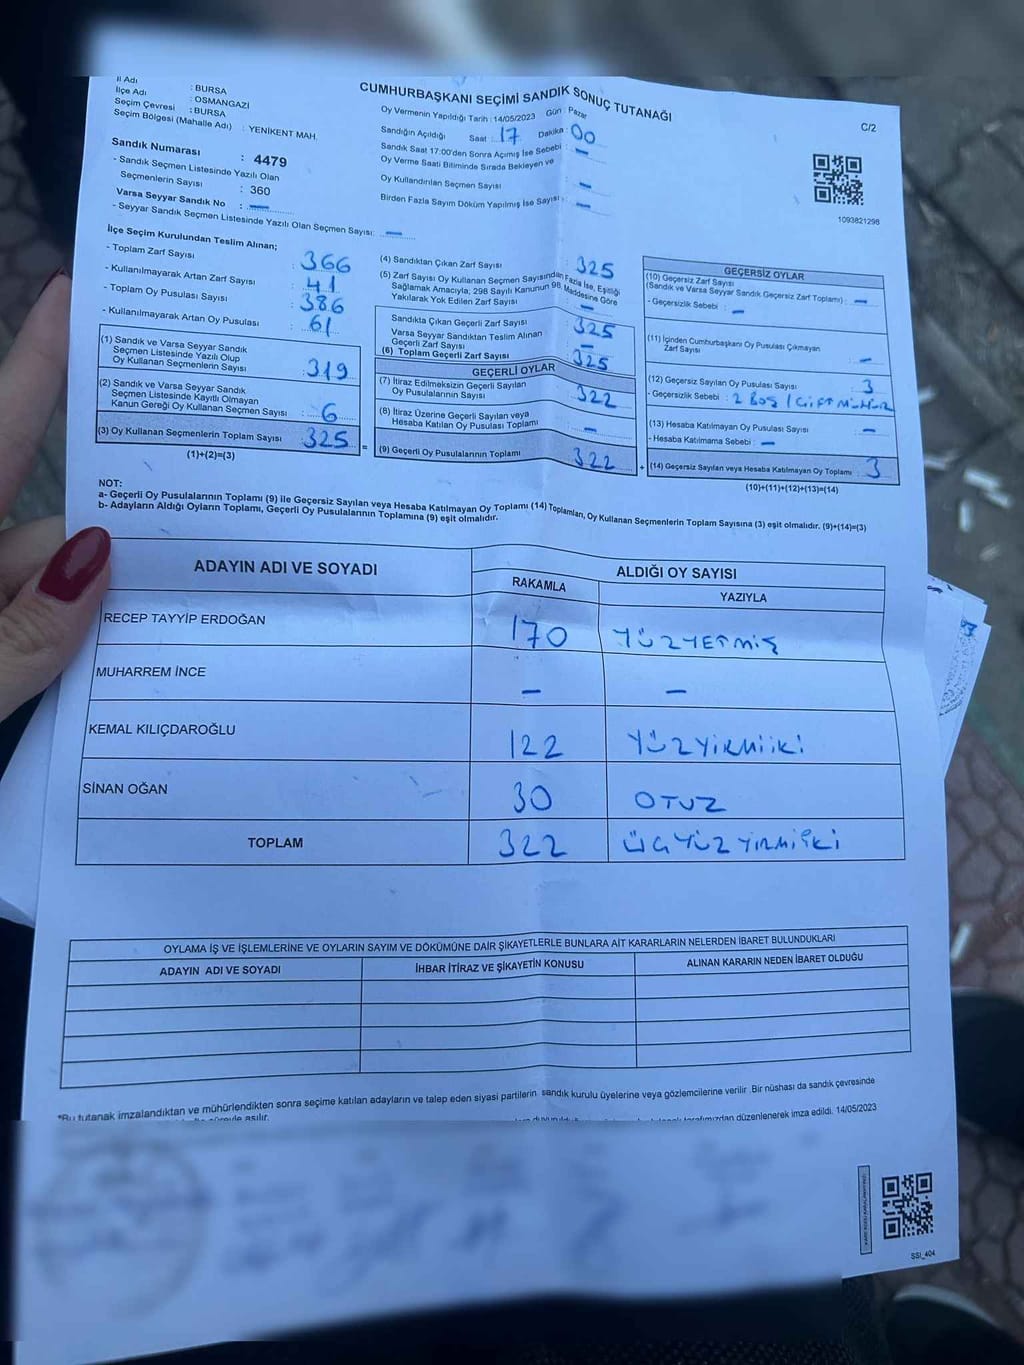 CUMHURBAŞKANI SEÇİMİ SANDIK SONUÇ TUTANAĞI
C/2
İl Adı : BURSA
İlçe Adı : OSMANGAZİ
Seçim Çevresi : BURSA
Seçim Bölgesi (Mahalle Adı) : YENİKENT MAH.
Sandık Numarası : 4479
- Sandık Seçmen Listesinde Yazılı Olan
Seçmenlerin Sayısı : 360
Varsa Seyyar Sandık No : —
- Seyyar Sandık Seçmen Listesinde Yazılı Olan Seçmen Sayısı: —
Oy Vermenin Yapıldığı Tarih : 14/05/2023 Gün : Pazar
Sandığın Açıldığı Saat : 17 Dakika : 00
Sandık Saat 17:00'den Sonra Açımış İse Sebebi : —
Oy Verme Saati Bitiminde Sırada Bekleyen ve
Oy Kullandırılan Seçmen Sayısı : —
Birden Fazla Sayım Döküm Yapılmış İse Sayısı : —
1093821298
İlçe Seçim Kurulundan Teslim Alınan;
- Toplam Zarf Sayısı : 366
- Kullanılmayarak Artan Zarf Sayısı : 41
- Toplam Oy Pusulası Sayısı : 386
- Kullanılmayarak Artan Oy Pusulası : 61
(1) Sandık ve Varsa Seyyar Sandık
Seçmen Listesinde Yazılı Olup
Oy Kullanan Seçmenlerin Sayısı : 319
(2) Sandık ve Varsa Seyyar Sandık
Seçmen Listesinde Kayıtlı Olmayan
Kanun Gereği Oy Kullanan Seçmen Sayısı : 6
(3) Oy Kullanan Seçmenlerin Toplam Sayısı : 325 =
(1)+(2)=(3)
(4) Sandıktan Çıkan Zarf Sayısı : 325
(5) Zarf Sayısı Oy Kullanan Seçmen Sayısından Fazla İse, Eşitliği
Sağlamak Amacıyla; 298 Sayılı Kanunun 98. Maddesine Göre
Yakılarak Yok Edilen Zarf Sayısı : —
Sandıkta Çıkan Geçerli Zarf Sayısı : 325
Varsa Seyyar Sandıktan Teslim Alınan
Geçerli Zarf Sayısı : —
(6) Toplam Geçerli Zarf Sayısı : 325
GEÇERLİ OYLAR
(7) İtiraz Edilmeksizin Geçerli Sayılan
Oy Pusulasının Sayısı : 322
(8) İtiraz Üzerine Geçerli Sayılan veya
Hesaba Katılan Oy Pusulası Toplamı : —
(9) Geçerli Oy Pusulalarının Toplamı : 322 +
GEÇERSİZ OYLAR
(10) Geçersiz Zarf Sayısı
(Sandık ve Varsa Seyyar Sandık Geçersiz Zarf Toplamı) : —
- Geçersizlik Sebebi : —
(11) İçinden Cumhurbaşkanı Oy Pusulası Çıkmayan
Zarf Sayısı : —
(12) Geçersiz Sayılan Oy Pusulası Sayısı : 3
- Geçersizlik Sebebi : 2 BOŞ 1 ÇİFT MÜHÜR
(13) Hesaba Katılmayan Oy Pusulası Sayısı : —
- Hesaba Katılmama Sebebi : —
(14) Geçersiz Sayılan veya Hesaba Katılmayan Oy Toplamı : 3
(10)+(11)+(12)+(13)=(14)
NOT:
a- Geçerli Oy Pusulalarının Toplamı (9) ile Geçersiz Sayılan veya Hesaba Katılmayan Oy Toplamı (14) Toplamları, Oy Kullanan Seçmenlerin Toplam Sayısına (3) eşit olmalıdır. (9)+(14)=(3)
b- Adayların Aldığı Oyların Toplamı, Geçerli Oy Pusulalarının Toplamına (9) eşit olmalıdır.
ADAYIN ADI VE SOYADI ALDIĞI OY SAYISI
RAKAMLA YAZIYLA
RECEP TAYYİP ERDOĞAN 170 YÜZYETMİŞ
MUHARREM İNCE — —
KEMAL KILIÇDAROĞLU 122 YÜZYİRMİİKİ
SİNAN OĞAN 30 OTUZ
TOPLAM 322 ÜÇYÜZYİRMİİKİ
OYLAMA İŞ VE İŞLEMLERİNE VE OYLARIN SAYIM VE DÖKÜMÜNE DAİR ŞİKAYETLERLE BUNLARA AİT KARARLARIN NELERDEN İBARET BULUNDUKLARI
ADAYIN ADI VE SOYADI İHBAR İTİRAZ VE ŞİKAYETİN KONUSU ALINAN KARARIN NEDEN İBARET OLDUĞU
*Bu tutanak imzalandıktan ve mühürlendikten sonra seçime katılan adayların ve talep eden siyasi partilerin sandık kurulu üyelerine veya gözlemcilerine verilir .Bir nüshası da sandık çevresinde
süreyle asılır.
tarafımızdan düzenlenerek imza edildi. 14/05/2023
SSI_404